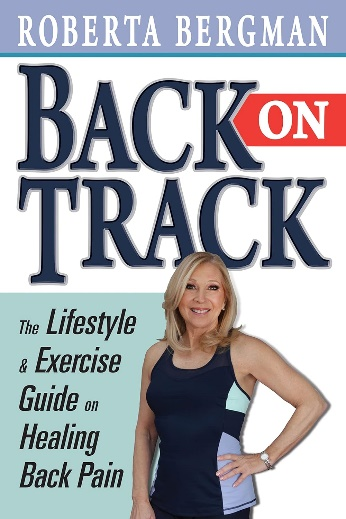 ROBERTA BERGMAN
BACK ON
TRACK
The Lifestyle
& Exercise
Guide on
Healing
Back Pain